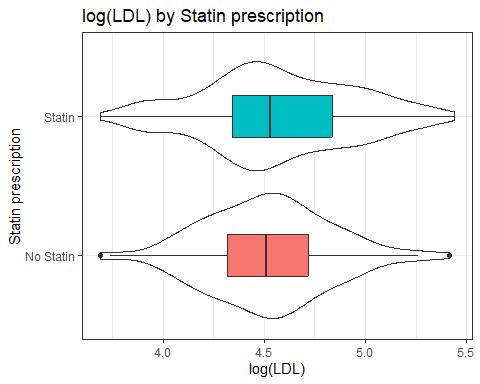 log(LDL) by Statin prescription
Statin prescription
Statin
No Statin
4.0
4.5
5.0
5.5
log(LDL)